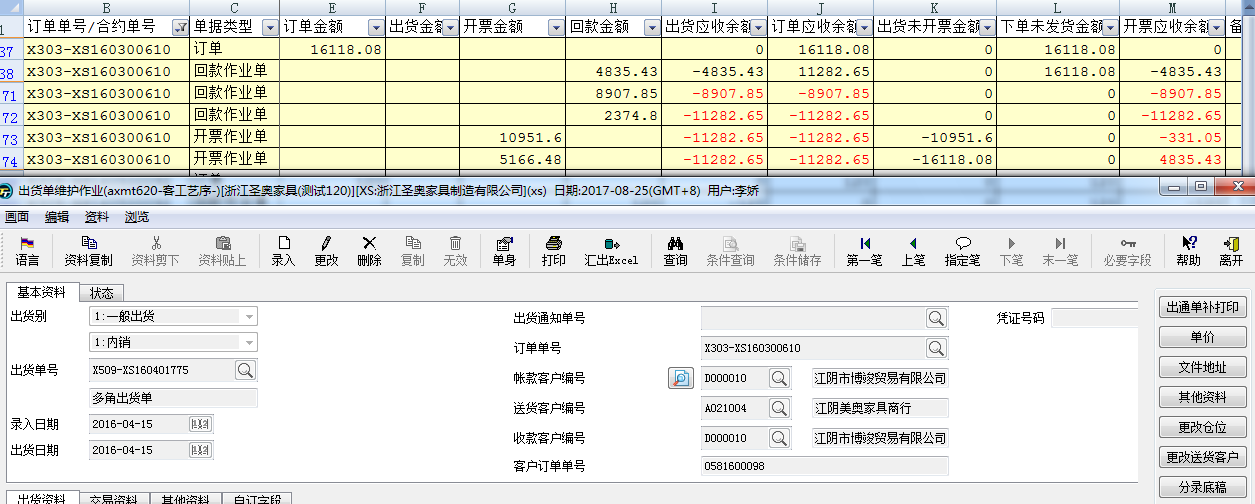 B C E F G H I J K L M
1 订单单号/合约单号 单据类型 订单金额 出货金额 开票金额 回款金额 出货应收余额 订单应收余额 出货未开票金额 下单未发货金额 开票应收余额 备
37 X303-XS160300610 订单 16118.08 0 16118.08 0 16118.08 0
38 X303-XS160300610 回款作业单 4835.43 -4835.43 11282.65 0 16118.08 -4835.43
71 X303-XS160300610 回款作业单 8907.85 -8907.85 -8907.85 0 0 -8907.85
72 X303-XS160300610 回款作业单 2374.8 -11282.65 -11282.65 0 0 -11282.65
73 X303-XS160300610 开票作业单 10951.6 -11282.65 -11282.65 -10951.6 0 -331.05
74 X303-XS160300610 开票作业单 5166.48 -11282.65 -11282.65 -16118.08 0 4835.43
出货单维护作业(axmt620-客工艺序-)[浙江圣奥家具(测试120)][XS:浙江圣奥家具制造有限公司](xs) 日期:2017-08-25(GMT+8) 用户:李娇
画面 编辑 资料 浏览
语言 资料复制 资料剪下 资料贴上 录入 更改 删除 复制 无效 单身 打印 汇出Excel 查询 条件查询 条件储存 第一笔 上笔 指定笔 下笔 末一笔 必要字段 帮助 离开
基本资料 状态
出货别 1:一般出货 出货通知单号 凭证号码 出通单补打印
1:内销 订单单号 X303-XS160300610 单价
出货单号 X509-XS160401775 帐款客户编号 D000010 江阴市博骏贸易有限公司 文件地址
多角出货单 送货客户编号 A021004 江阴美奥家具商行 其他资料
录入日期 2016-04-15 收款客户编号 D000010 江阴市博骏贸易有限公司 更改仓位
出货日期 2016-04-15 客户订单单号 0581600098 更改送货客户
分录底稿
出货资料 交易资料 其他资料 自订字段